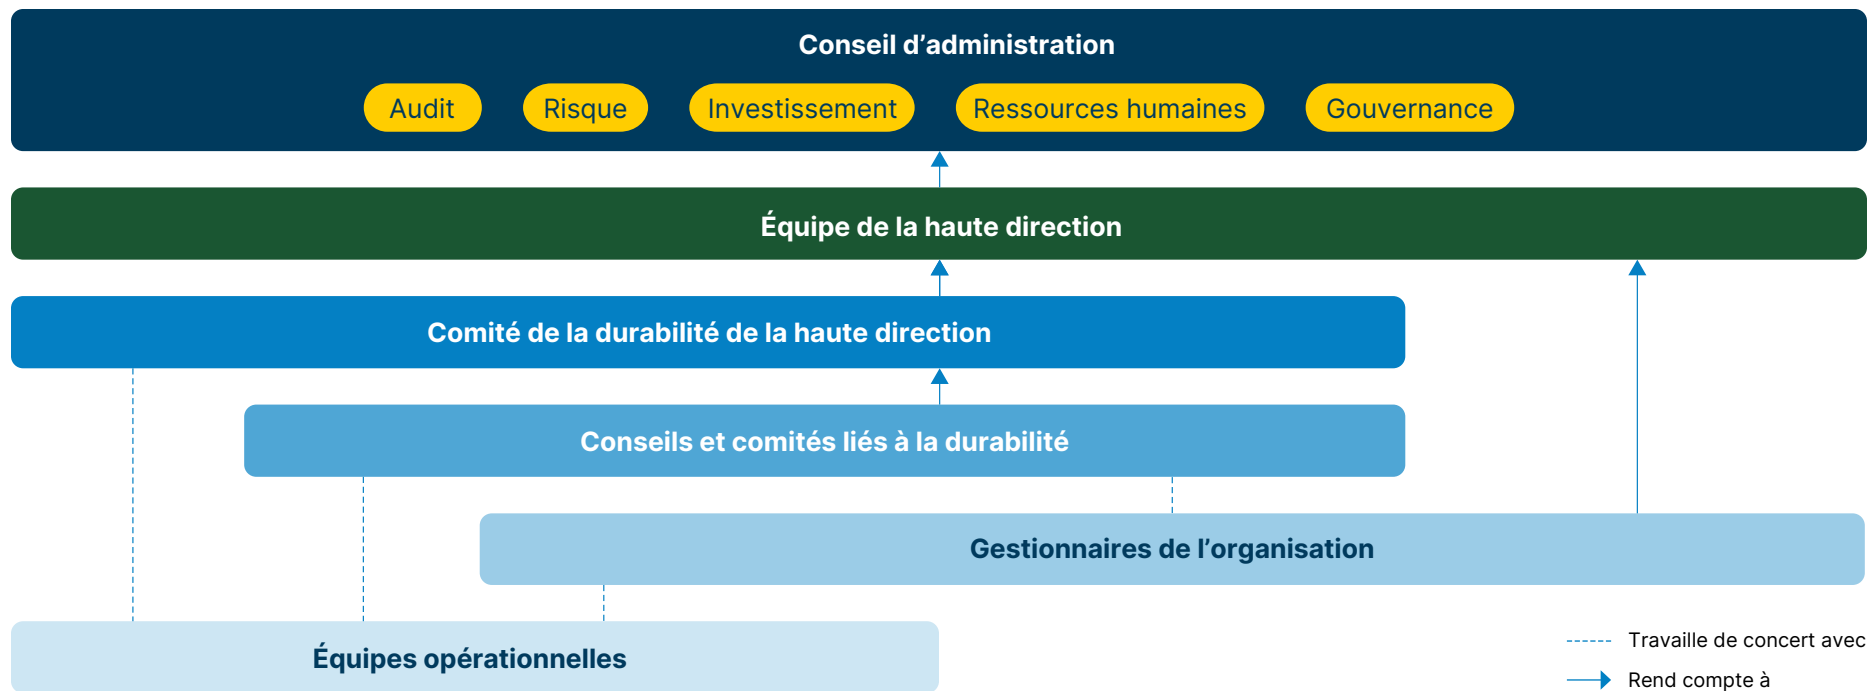 Conseil d’administration
Audit Risque Investissement Ressources humaines Gouvernance
Équipe de la haute direction
Comité de la durabilité de la haute direction
Conseils et comités liés à la durabilité
Gestionnaires de l’organisation
Équipes opérationnelles
Travaille de concert avec
Rend compte à